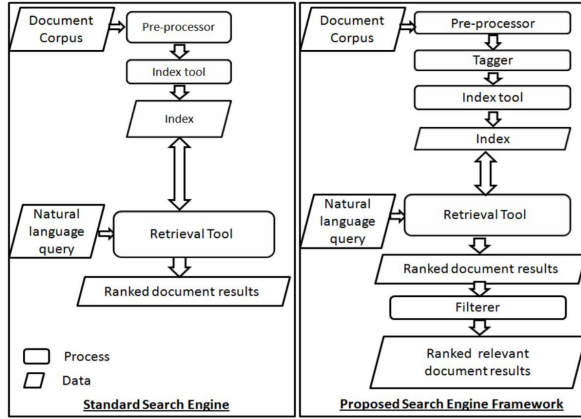 Document
Corpus
Pre-processor
Index tool
Index
Natural
language
query
Retrieval Tool
Ranked document results
Process
Data
Standard Search Engine
Document
Corpus
Pre-processor
Tagger
Index tool
Index
Natural
language
query
Retrieval Tool
Ranked document results
Filterer
Ranked relevant
document results
Proposed Search Engine Framework